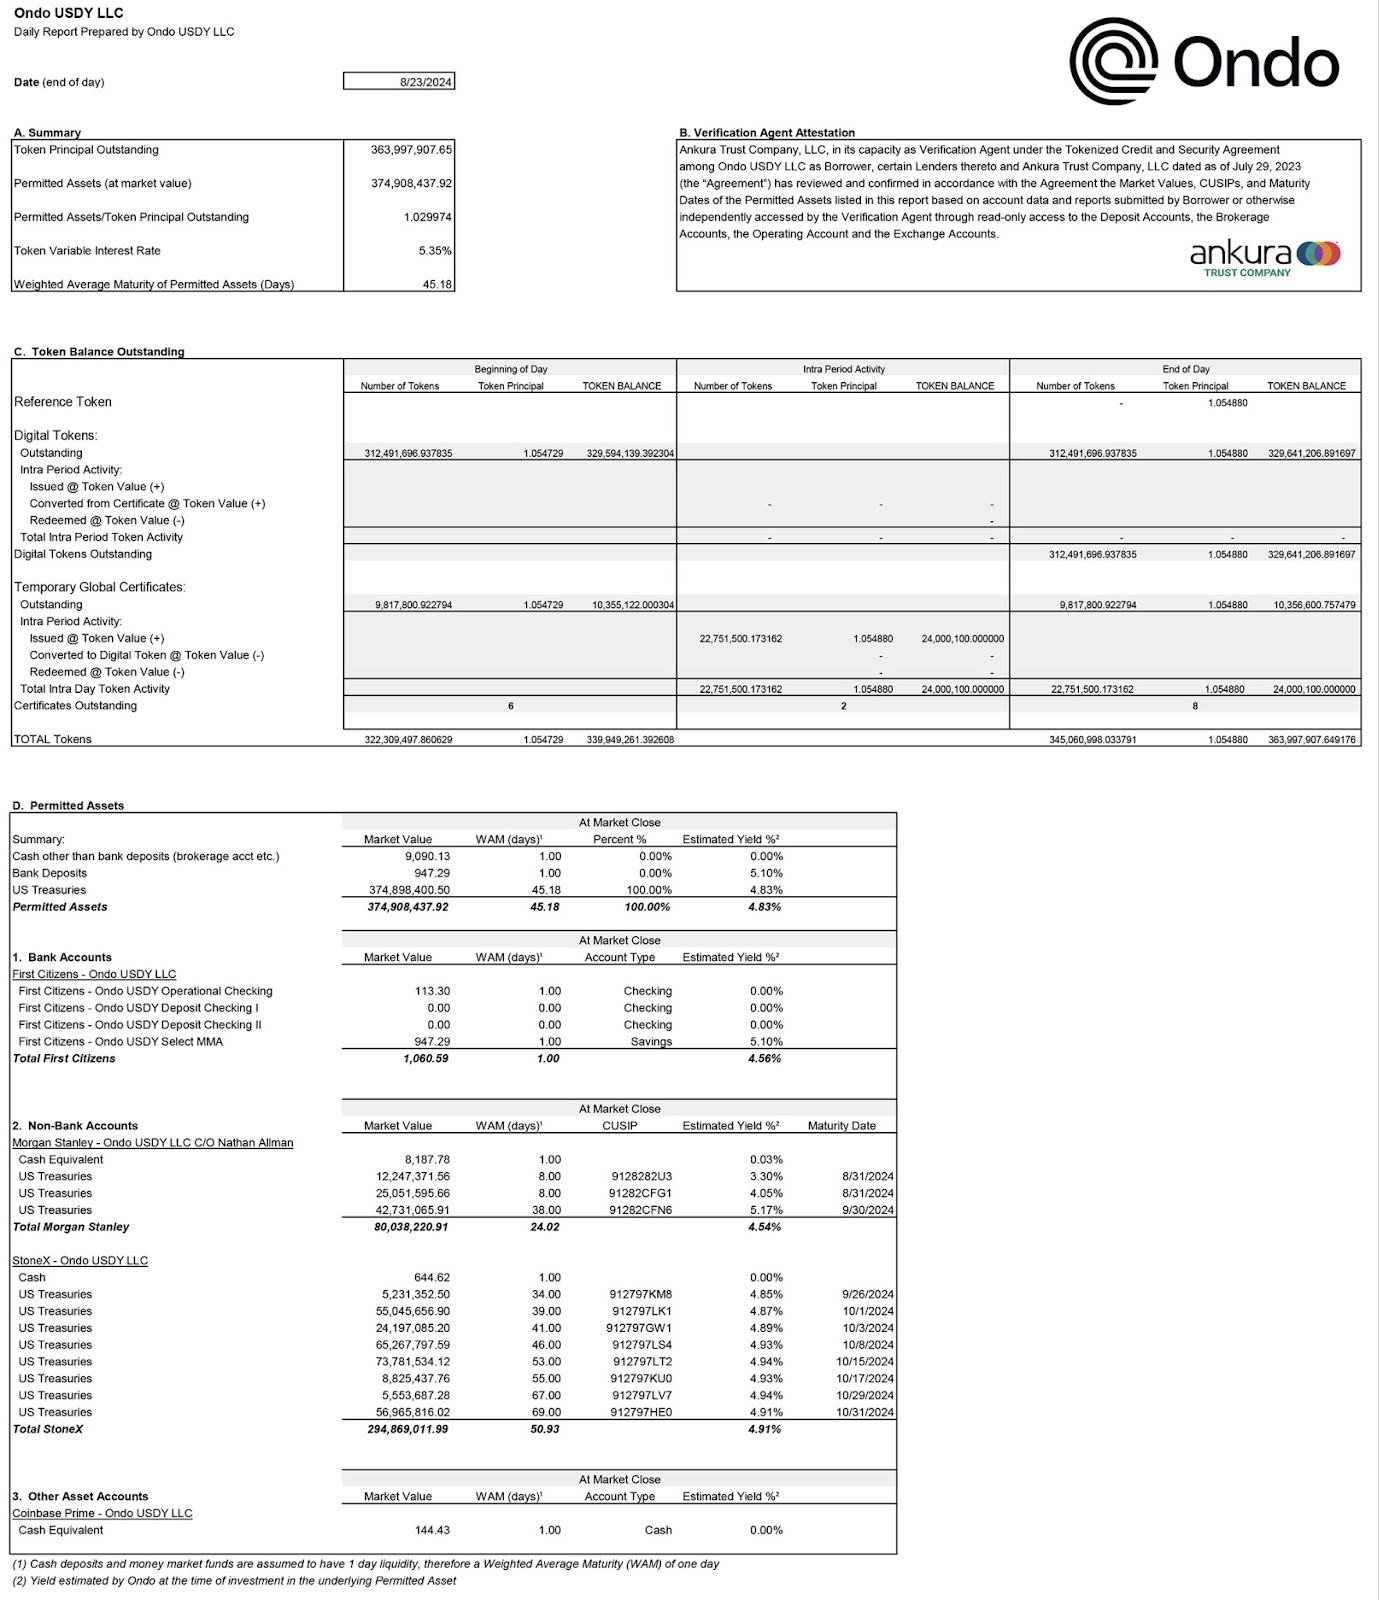 Ondo USDY LLC
Daily Report Prepared by Ondo USDY LLC
Ondo
Date (end of day) 8/23/2024
A. Summary
Token Principal Outstanding 363,997,907.65
Permitted Assets (at market value) 374,908,437.92
Permitted Assets/Token Principal Outstanding 1.029974
Token Variable Interest Rate 5.35%
Weighted Average Maturity of Permitted Assets (Days) 45.18
B. Verification Agent Attestation
Ankura Trust Company, LLC, in its capacity as Verification Agent under the Tokenized Credit and Security Agreement
among Ondo USDY LLC as Borrower, certain Lenders thereto and Ankura Trust Company, LLC dated as of July 29, 2023
(the “Agreement”) has reviewed and confirmed in accordance with the Agreement the Market Values, CUSIPs, and Maturity
Dates of the Permitted Assets listed in this report based on account data and reports submitted by Borrower or otherwise
independently accessed by the Verification Agent through read-only access to the Deposit Accounts, the Brokerage
Accounts, the Operating Account and the Exchange Accounts.
ankura
TRUST COMPANY
C. Token Balance Outstanding
Beginning of Day Intra Period Activity End of Day
Number of Tokens Token Principal TOKEN BALANCE Number of Tokens Token Principal TOKEN BALANCE Number of Tokens Token Principal TOKEN BALANCE
Reference Token - 1.054880
Digital Tokens:
Outstanding 312,491,696.937835 1.054729 329,594,139.392304 312,491,696.937835 1.054880 329,641,206.891697
Intra Period Activity:
Issued @ Token Value (+)
Converted from Certificate @ Token Value (+) - - -
Redeemed @ Token Value (-) -
Total Intra Period Token Activity - - - - - -
Digital Tokens Outstanding 312,491,696.937835 1.054880 329,641,206.891697
Temporary Global Certificates:
Outstanding 9,817,800.922794 1.054729 10,355,122.000304 9,817,800.922794 1.054880 10,356,600.757479
Intra Period Activity:
Issued @ Token Value (+) 22,751,500.173162 1.054880 24,000,100.000000
Converted to Digital Token @ Token Value (-) - -
Redeemed @ Token Value (-) - -
Total Intra Day Token Activity 22,751,500.173162 1.054880 24,000,100.000000 22,751,500.173162 1.054880 24,000,100.000000
Certificates Outstanding 6 2 8
TOTAL Tokens 322,309,497.860629 1.054729 339,949,261.392608 345,060,998.033791 1.054880 363,997,907.649176
D. Permitted Assets
At Market Close
Summary: Market Value WAM (days)¹ Percent % Estimated Yield %²
Cash other than bank deposits (brokerage acct etc.) 9,090.13 1.00 0.00% 0.00%
Bank Deposits 947.29 1.00 0.00% 5.10%
US Treasuries 374,898,400.50 45.18 100.00% 4.83%
Permitted Assets 374,908,437.92 45.18 100.00% 4.83%
At Market Close
1. Bank Accounts Market Value WAM (days)¹ Account Type Estimated Yield %²
First Citizens - Ondo USDY LLC
First Citizens - Ondo USDY Operational Checking 113.30 1.00 Checking 0.00%
First Citizens - Ondo USDY Deposit Checking I 0.00 0.00 Checking 0.00%
First Citizens - Ondo USDY Deposit Checking II 0.00 0.00 Checking 0.00%
First Citizens - Ondo USDY Select MMA 947.29 1.00 Savings 5.10%
Total First Citizens 1,060.59 1.00 4.56%
At Market Close
2. Non-Bank Accounts Market Value WAM (days)¹ CUSIP Estimated Yield %² Maturity Date
Morgan Stanley - Ondo USDY LLC C/O Nathan Allman
Cash Equivalent 8,187.78 1.00 0.03%
US Treasuries 12,247,371.56 8.00 9128282U3 3.30% 8/31/2024
US Treasuries 25,051,595.66 8.00 91282CFG1 4.05% 8/31/2024
US Treasuries 42,731,065.91 38.00 91282CFN6 5.17% 9/30/2024
Total Morgan Stanley 80,038,220.91 24.02 4.54%
StoneX - Ondo USDY LLC
Cash 644.62 1.00 0.00%
US Treasuries 5,231,352.50 34.00 912797KM8 4.85% 9/26/2024
US Treasuries 55,045,656.90 39.00 912797LK1 4.87% 10/1/2024
US Treasuries 24,197,085.20 41.00 912797GW1 4.89% 10/3/2024
US Treasuries 65,267,797.59 46.00 912797LS4 4.93% 10/8/2024
US Treasuries 73,781,534.12 53.00 912797LT2 4.94% 10/15/2024
US Treasuries 8,825,437.76 55.00 912797KU0 4.93% 10/17/2024
US Treasuries 5,553,687.28 67.00 912797LV7 4.94% 10/29/2024
US Treasuries 56,965,816.02 69.00 912797HE0 4.91% 10/31/2024
Total StoneX 294,869,011.99 50.93 4.91%
At Market Close
3. Other Asset Accounts Market Value WAM (days)¹ Account Type Estimated Yield %²
Coinbase Prime - Ondo USDY LLC
Cash Equivalent 144.43 1.00 Cash 0.00%
(1) Cash deposits and money market funds are assumed to have 1 day liquidity, therefore a Weighted Average Maturity (WAM) of one day
(2) Yield estimated by Ondo at the time of investment in the underlying Permitted Asset